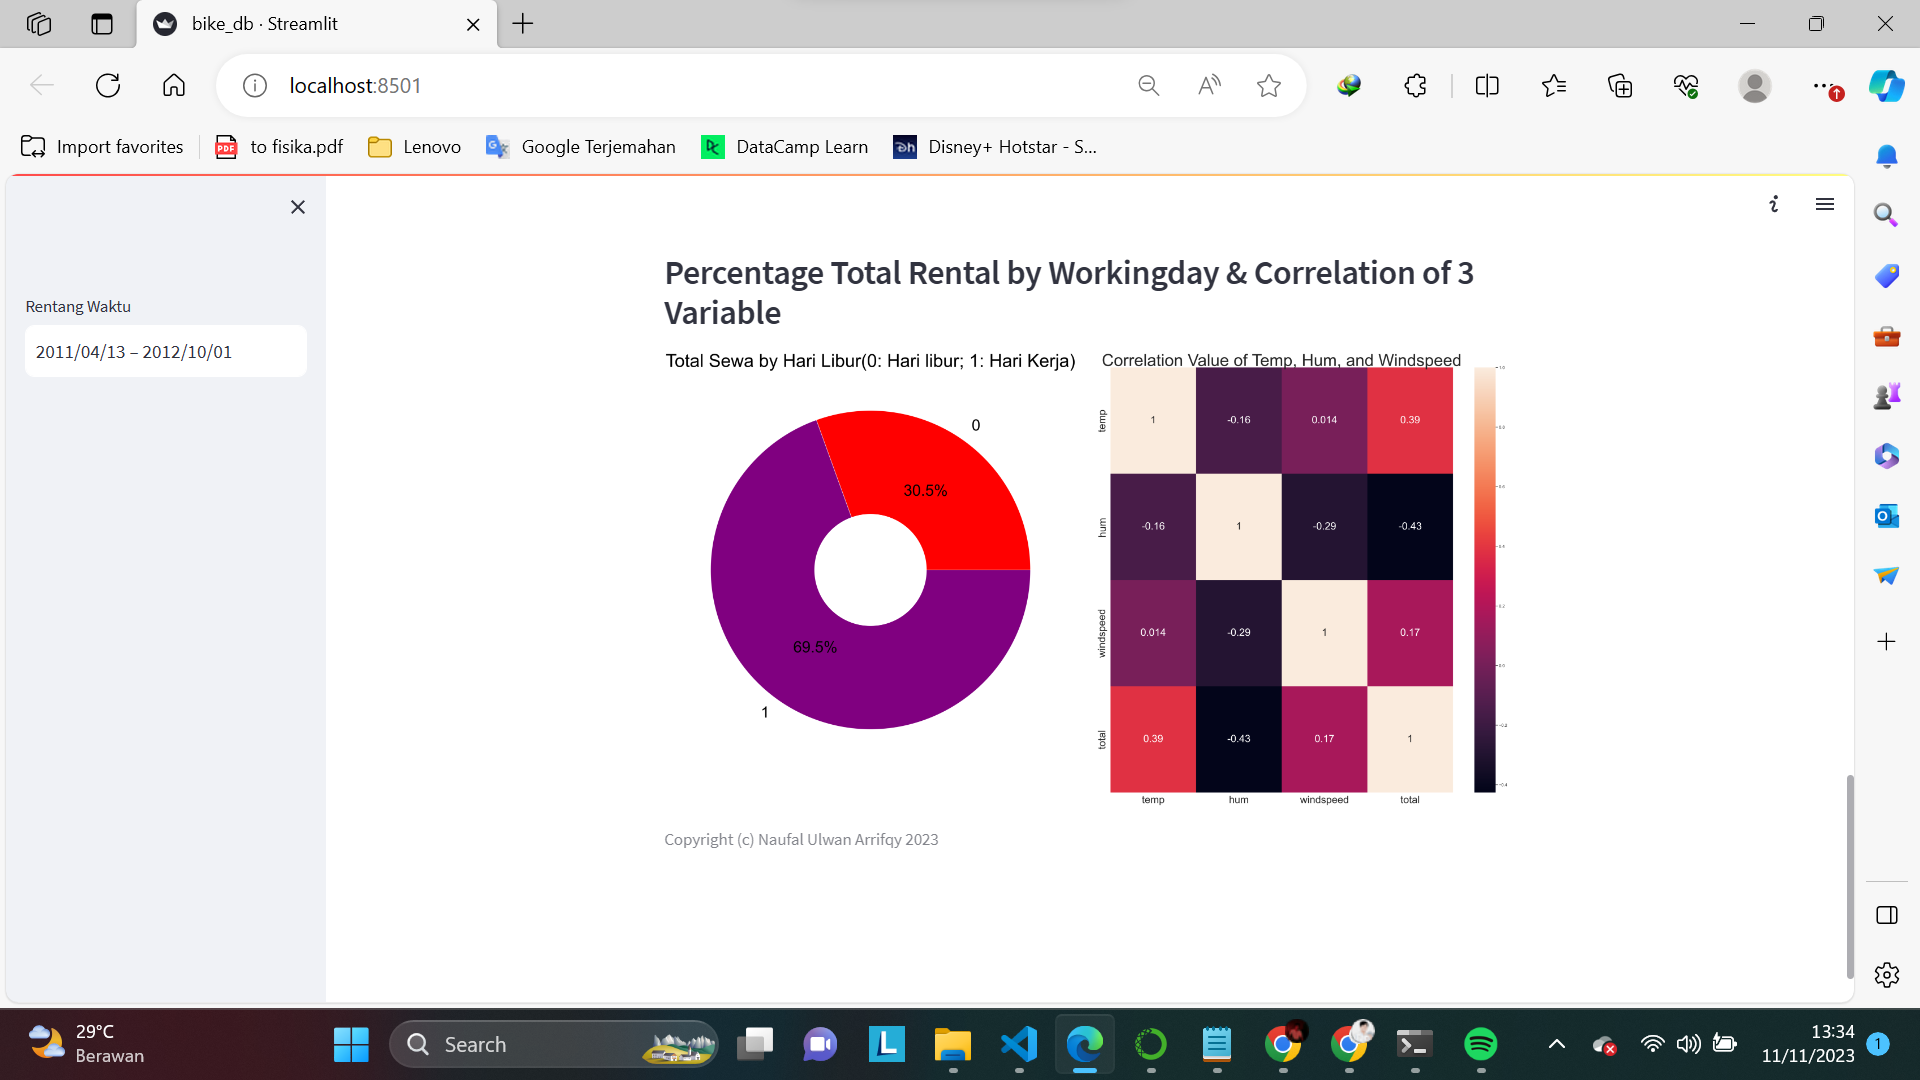 bike_db · Streamlit
localhost:8501
Import favorites
PDF
to fisika.pdf
Lenovo
Google Terjemahan
DataCamp Learn
Disney+ Hotstar - S...
Rentang Waktu
2011/04/13 – 2012/10/01
Percentage Total Rental by Workingday & Correlation of 3
Variable
Total Sewa by Hari Libur(0: Hari libur; 1: Hari Kerja)
0
30.5%
69.5%
1
Correlation Value of Temp, Hum, and Windspeed
temp
1
-0.16
0.014
0.39
hum
-0.16
1
-0.29
-0.43
windspeed
0.014
-0.29
1
0.17
total
0.39
-0.43
0.17
1
temp
hum
windspeed
total
Copyright (c) Naufal Ulwan Arrifqy 2023
29°C
Berawan
Search
13:34
11/11/2023
1